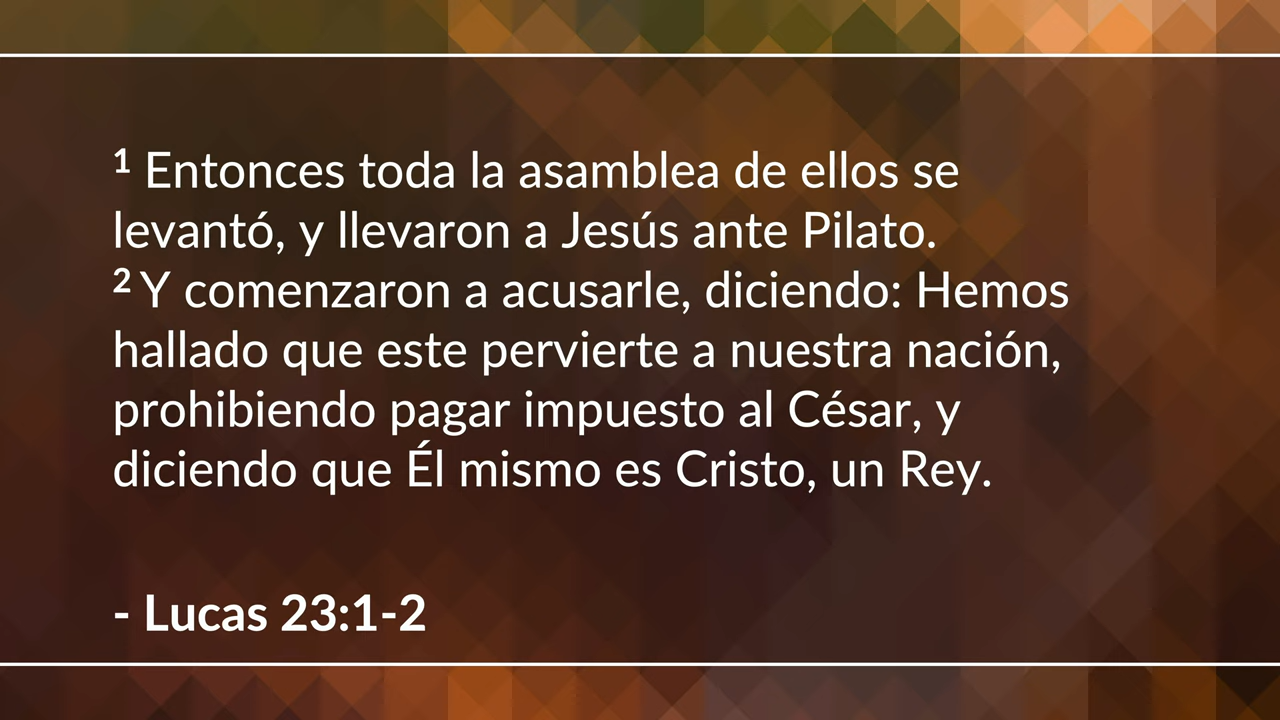 ¹ Entonces toda la asamblea de ellos se
levantó, y llevaron a Jesús ante Pilato.
² Y comenzaron a acusarle, diciendo: Hemos
hallado que este pervierte a nuestra nación,
prohibiendo pagar impuesto al César, y
diciendo que Él mismo es Cristo, un Rey.
- Lucas 23:1-2